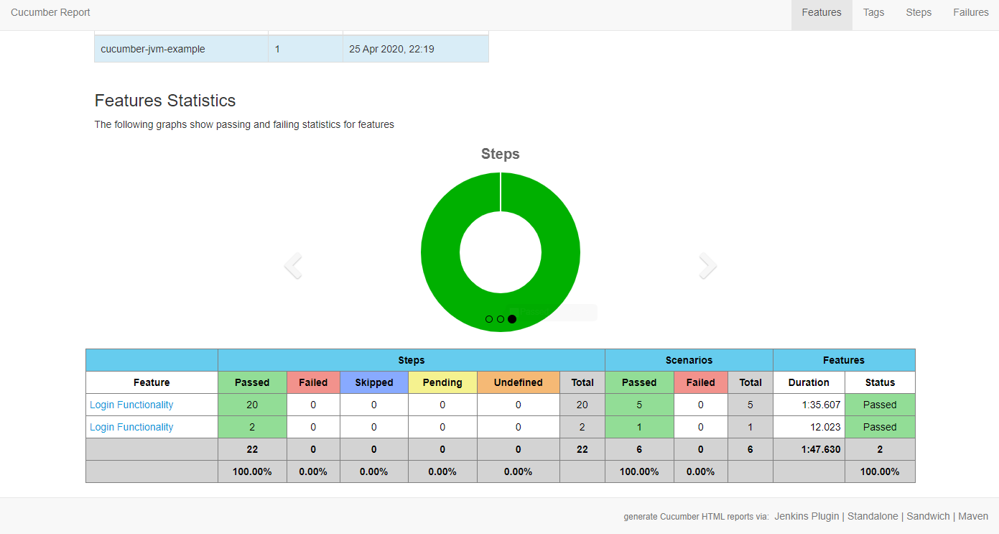 Cucumber Report Features Tags Steps Failures
cucumber-jvm-example 1 25 Apr 2020, 22:19
Features Statistics
The following graphs show passing and failing statistics for features
Steps
Steps Scenarios Features
Feature Passed Failed Skipped Pending Undefined Total Passed Failed Total Duration Status
Login Functionality 20 0 0 0 0 20 5 0 5 1:35.607 Passed
Login Functionality 2 0 0 0 0 2 1 0 1 12.023 Passed
22 0 0 0 0 22 6 0 6 1:47.630 2
100.00% 0.00% 0.00% 0.00% 0.00% 100.00% 0.00% 100.00%
generate Cucumber HTML reports via: Jenkins Plugin | Standalone | Sandwich | Maven